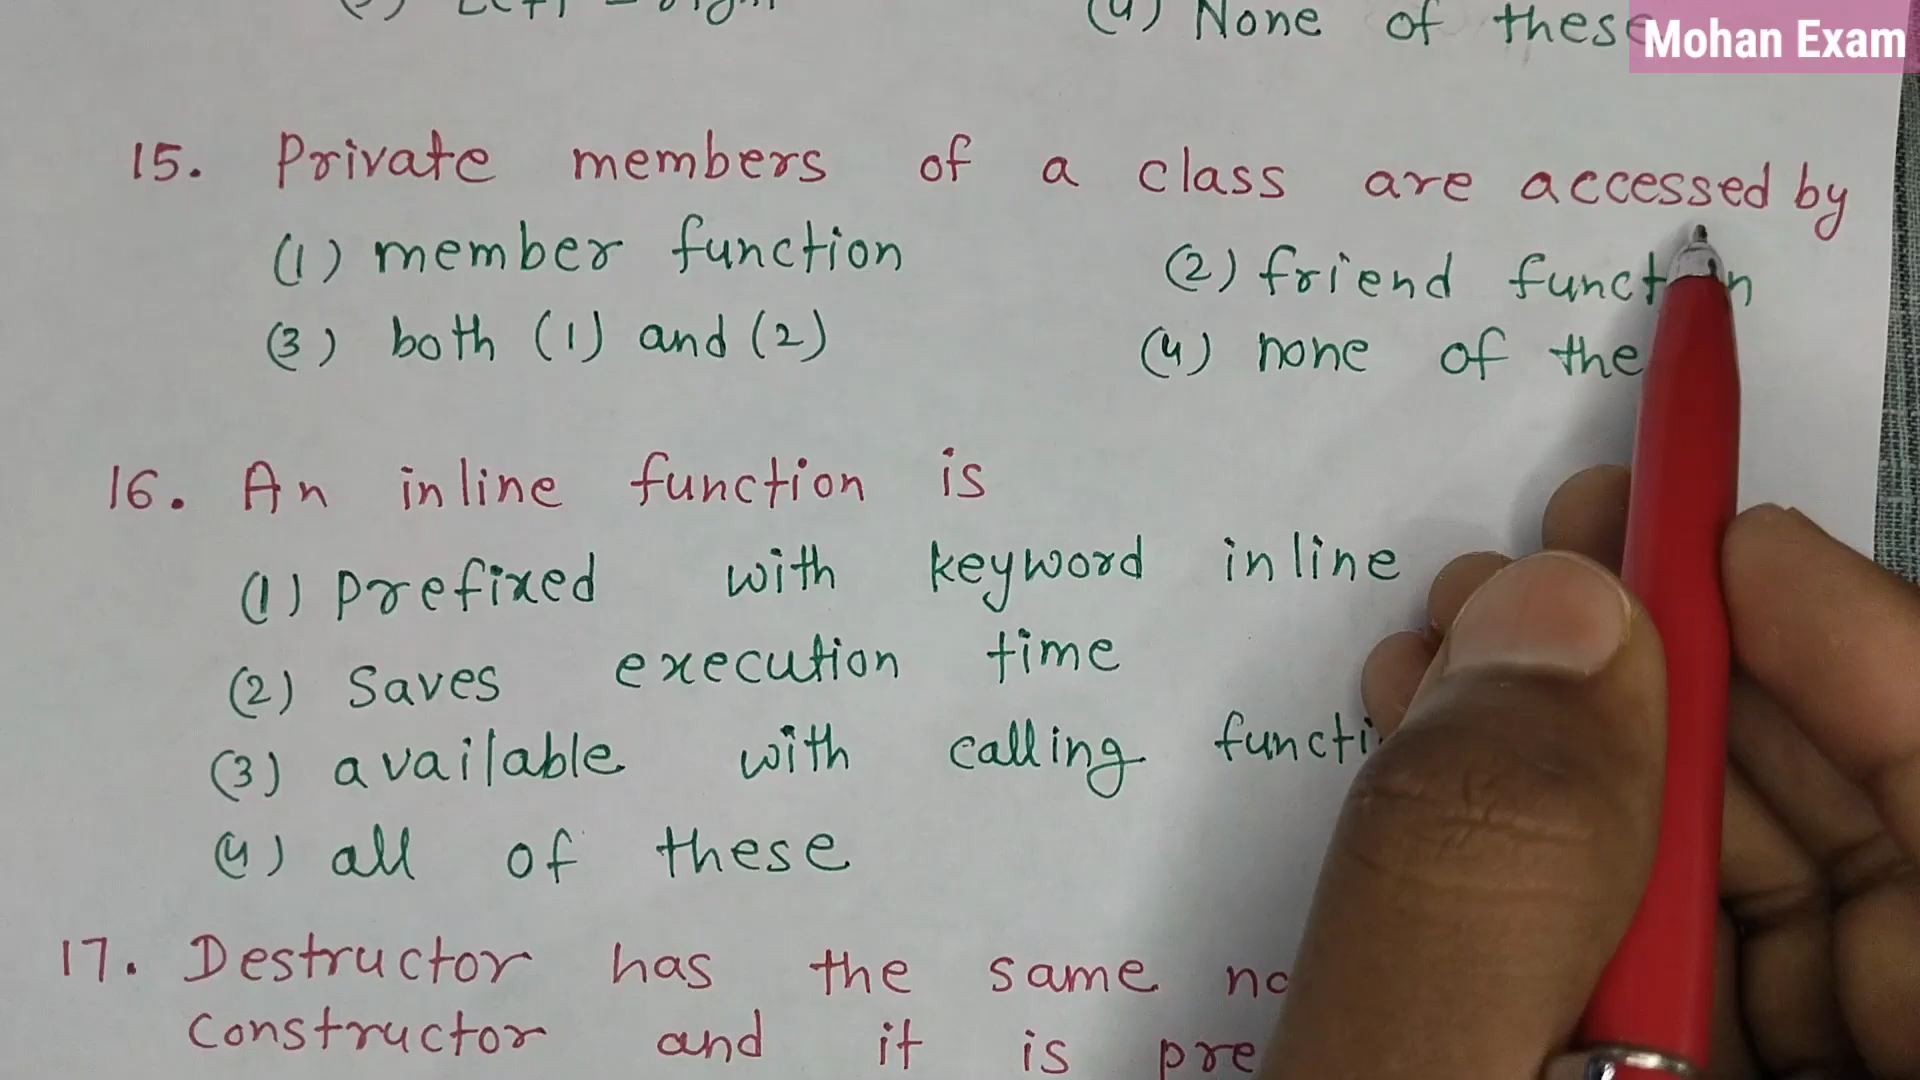 (4) None of these
Mohan Exam
15. Private members of a class are accessed by
(1) member function (2) friend function
(3) both (1) and (2) (4) none of the
16. An inline function is
(1) prefixed with keyword inline
(2) saves execution time
(3) available with calling functi
(4) all of these
17. Destructor has the same na
constructor and it is pre